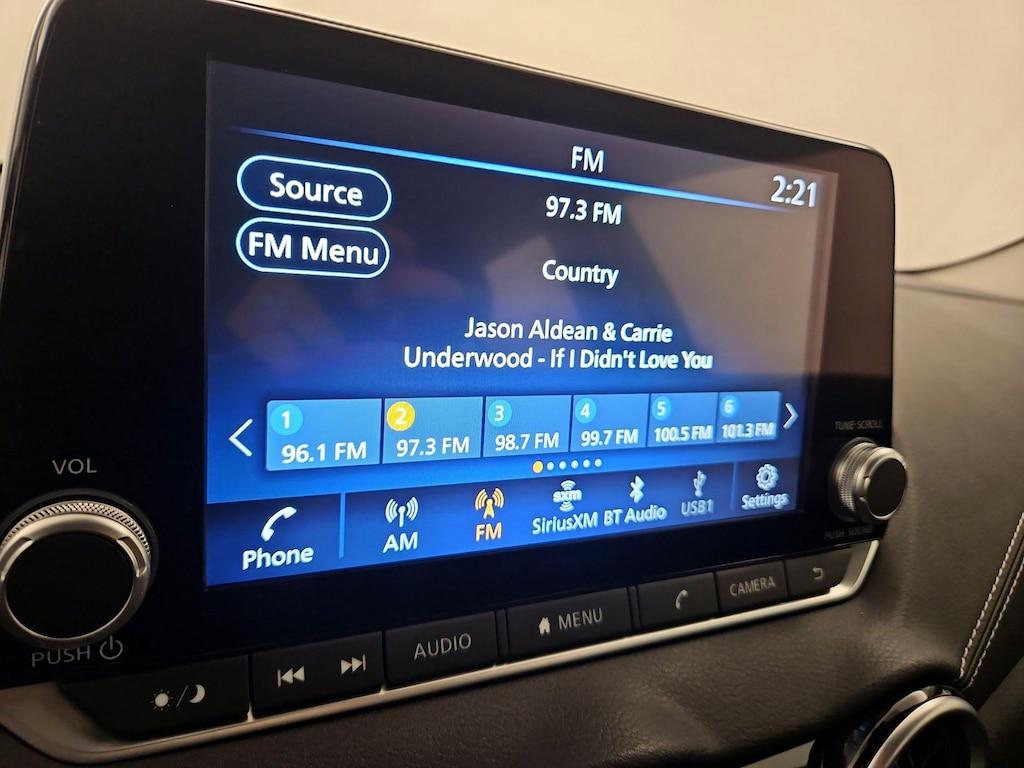 FM
2:21
Source
97.3 FM
FM Menu
Country
Jason Aldean & Carrie
Underwood - If I Didn't Love You
1 2 3 4 5 6
96.1 FM 97.3 FM 98.7 FM 99.7 FM 100.5 FM 101.3 FM
TUNE·SCROLL
VOL
Phone AM FM sxm SiriusXM BT Audio USB1 Settings
PUSH SOUND
PUSH
AUDIO MENU CAMERA